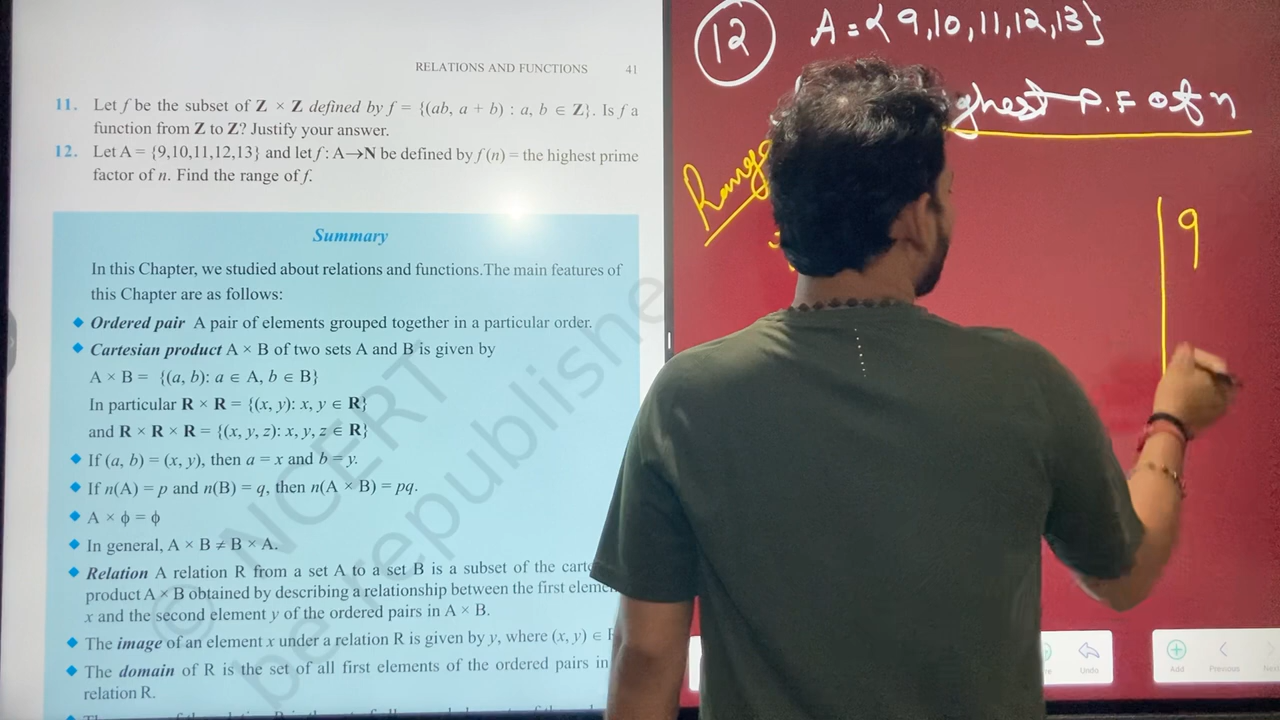 RELATIONS AND FUNCTIONS 41
11. Let f be the subset of Z × Z defined by f = {(ab, a + b) : a, b ∈ Z}. Is f a
function from Z to Z? Justify your answer.
12. Let A = {9,10,11,12,13} and let f : A→N be defined by f (n) = the highest prime
factor of n. Find the range of f.
Summary
In this Chapter, we studied about relations and functions.The main features of
this Chapter are as follows:
◆ Ordered pair A pair of elements grouped together in a particular order.
◆ Cartesian product A × B of two sets A and B is given by
A × B = {(a, b): a ∈ A, b ∈ B}
In particular R × R = {(x, y): x, y ∈ R}
and R × R × R = {(x, y, z): x, y, z ∈ R}
◆ If (a, b) = (x, y), then a = x and b = y.
◆ If n(A) = p and n(B) = q, then n(A × B) = pq.
◆ A × ϕ = ϕ
◆ In general, A × B ≠ B × A.
◆ Relation A relation R from a set A to a set B is a subset of the carte
product A × B obtained by describing a relationship between the first eleme
x and the second element y of the ordered pairs in A × B.
◆ The image of an element x under a relation R is given by y, where (x, y) ∈ R
◆ The domain of R is the set of all first elements of the ordered pairs in
relation R.
© NCERT
be republishe
12 A = {9,10,11,12,13}
ghest P.F of n
Range
9
Undo
Add
Previous
Next